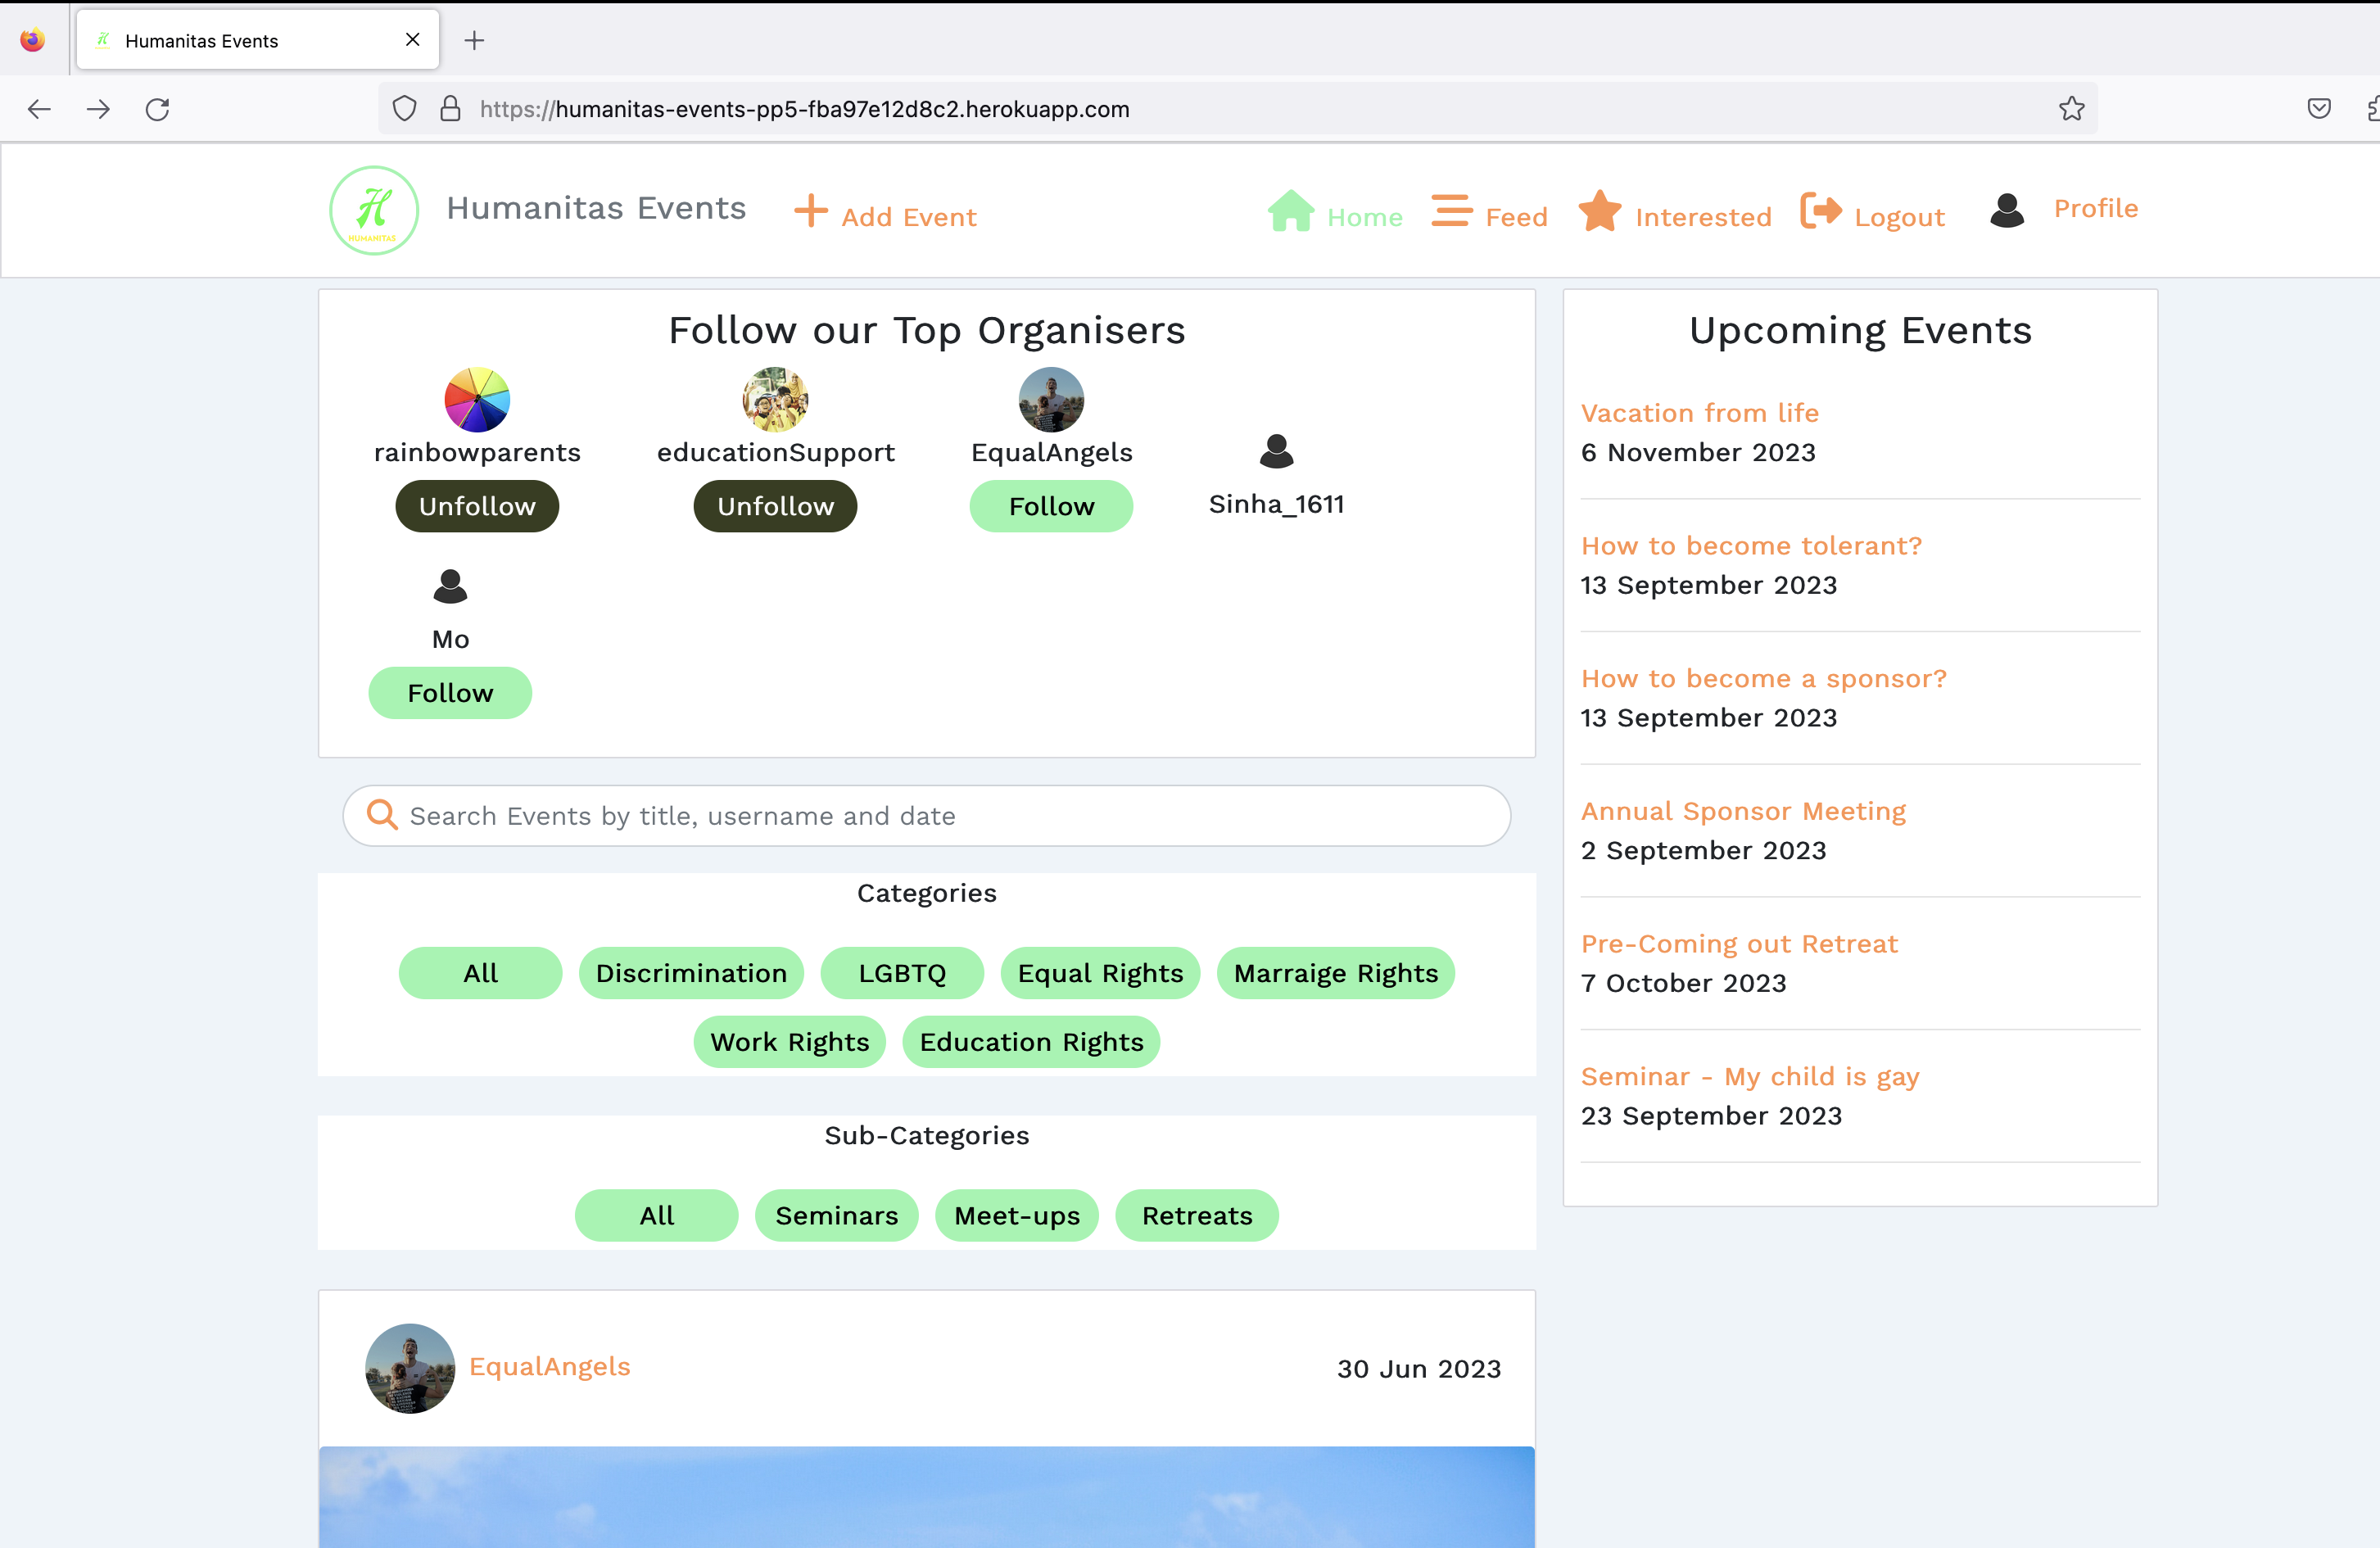 Humanitas Events
https://humanitas-events-pp5-fba97e12d8c2.herokuapp.com
H
HUMANITAS
Humanitas Events
Add Event
Home
Feed
Interested
Logout
Profile
Follow our Top Organisers
rainbowparents
educationSupport
EqualAngels
Sinha_1611
Unfollow
Unfollow
Follow
Mo
Follow
Search Events by title, username and date
Categories
All
Discrimination
LGBTQ
Equal Rights
Marraige Rights
Work Rights
Education Rights
Sub-Categories
All
Seminars
Meet-ups
Retreats
EqualAngels
30 Jun 2023
Upcoming Events
Vacation from life
6 November 2023
How to become tolerant?
13 September 2023
How to become a sponsor?
13 September 2023
Annual Sponsor Meeting
2 September 2023
Pre-Coming out Retreat
7 October 2023
Seminar - My child is gay
23 September 2023